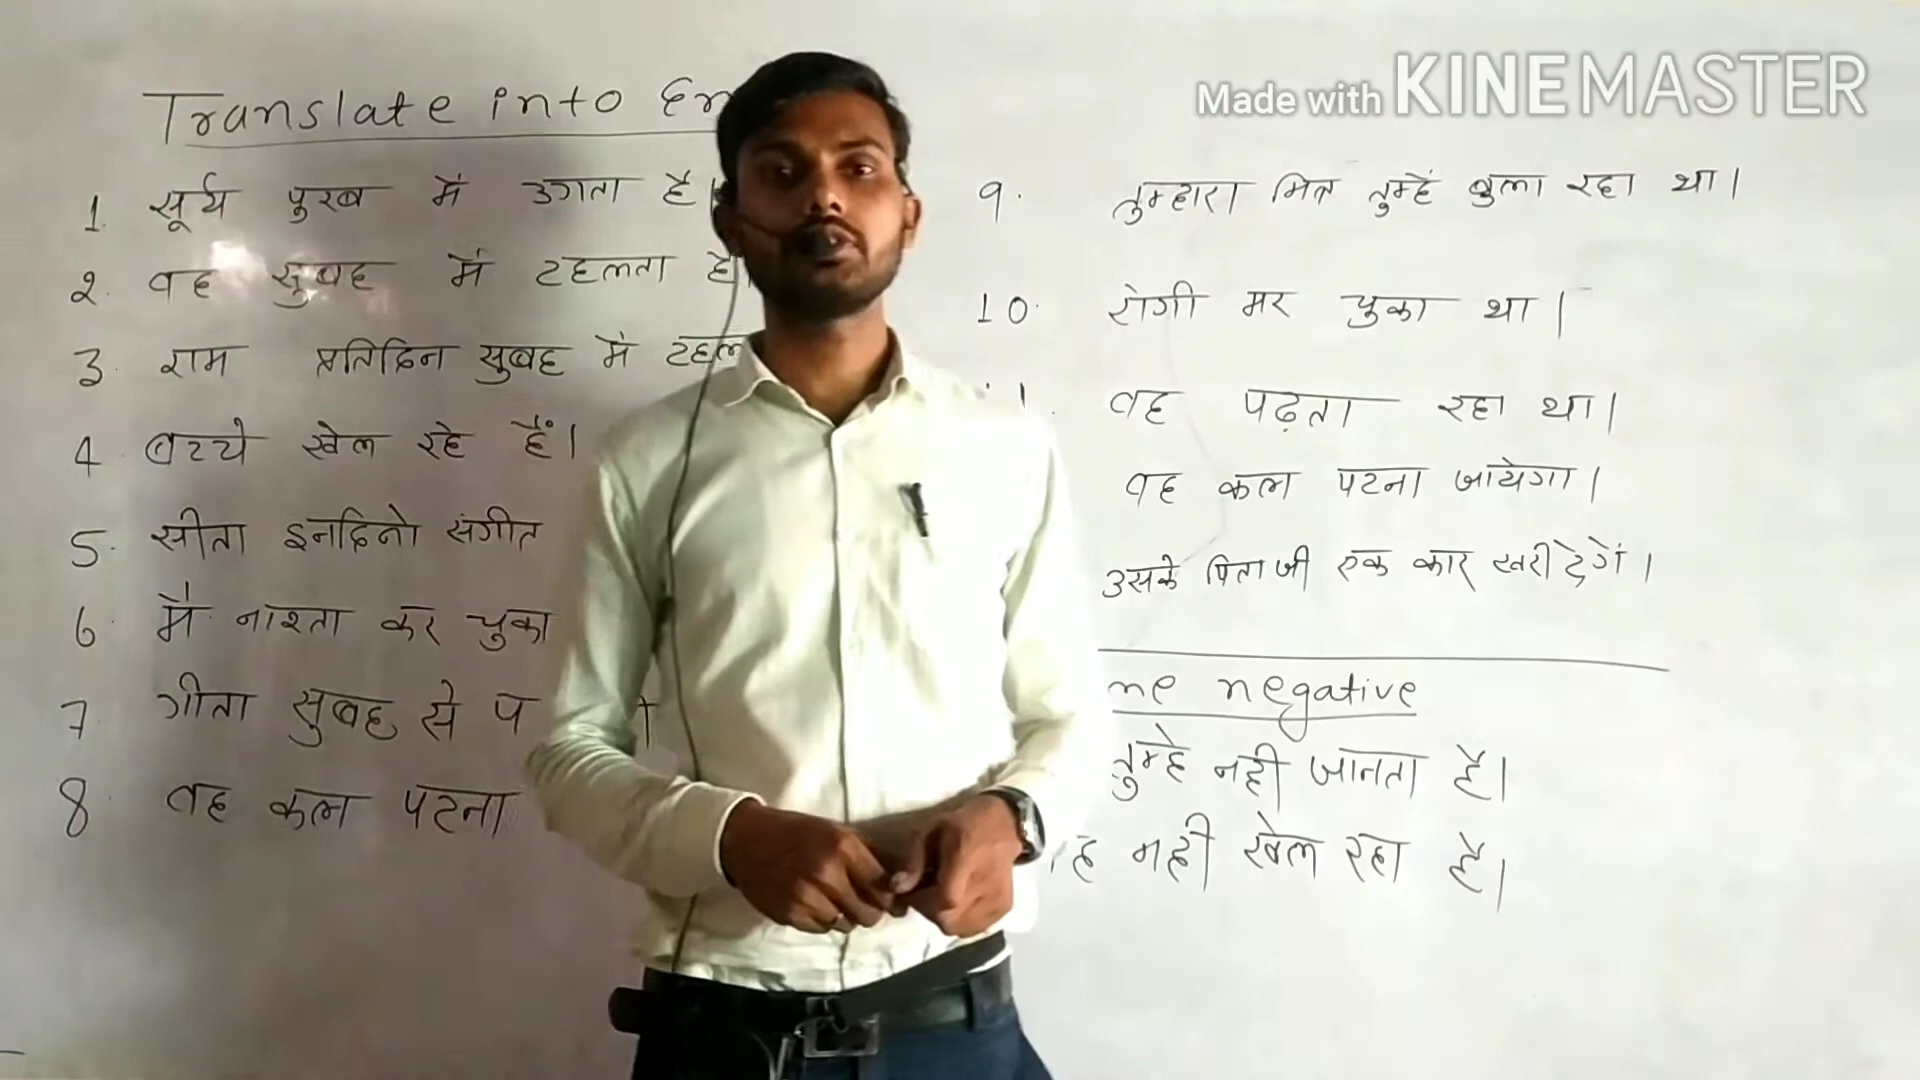 Made with KINEMASTER
Translate into
1. सूर्य पुरब में उगता है।
2. वह सुबह में टहलता है।
3. राम प्रतिदिन सुबह में टहल
4. बच्चे खेल रहे हैं।
5. सीता इनदिनो संगीत
6. मै नाश्ता कर चुका
7 गीता सुबह से प
8 वह कल पटना
9. तुम्हारा मित्र तुम्हें बुला रहा था।
10. रोगी मर चुका था।
वह पढ़ता रहा था।
वह कल पटना जायेगा।
उसके पिताजी एक कार खरीदेगें।
negative
तुम्हे नही जानता है।
नही खेल रहा है।